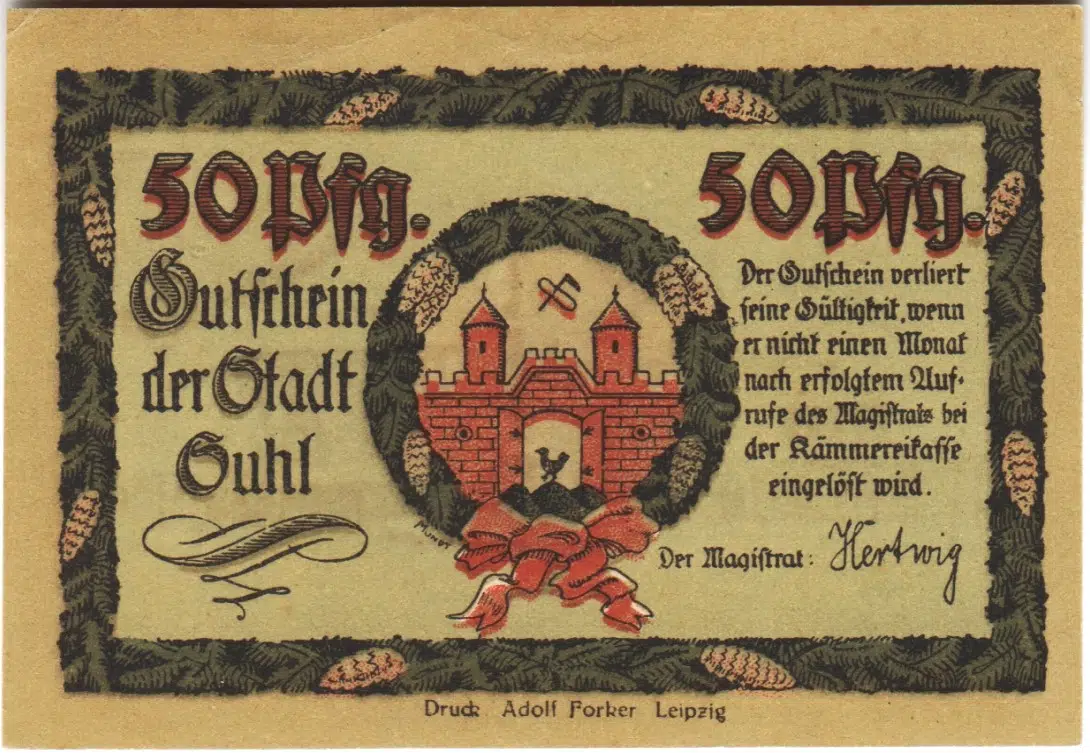 50 Pfg.
50 Pfg.
Gutschein
der Stadt
Suhl
Der Gutschein verliert
seine Gültigkeit, wenn
er nicht einen Monat
nach erfolgtem Auf-
rufe des Magistrats bei
der Kämmereikasse
eingelöst wird.
Der Magistrat: Hertwig
MUNDT
Druck Adolf Forker Leipzig